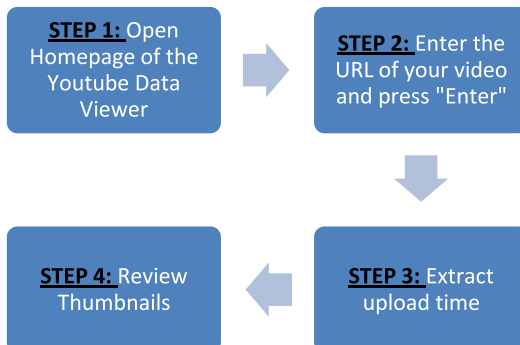 STEP 1: Open
Homepage of the
Youtube Data
Viewer
STEP 2: Enter the
URL of your video
and press "Enter"
STEP 3: Extract
upload time
STEP 4: Review
Thumbnails